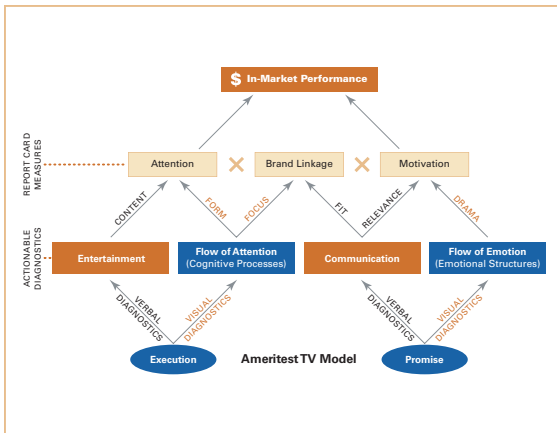 $ In-Market Performance
REPORT CARD
MEASURES
Attention
Brand Linkage
Motivation
CONTENT
FORM
FOCUS
FIT
RELEVANCE
DRAMA
ACTIONABLE
DIAGNOSTICS
Entertainment
Flow of Attention
(Cognitive Processes)
Communication
Flow of Emotion
(Emotional Structures)
VERBAL
DIAGNOSTICS
VISUAL
DIAGNOSTICS
VERBAL
DIAGNOSTICS
VISUAL
DIAGNOSTICS
Execution
Ameritest TV Model
Promise